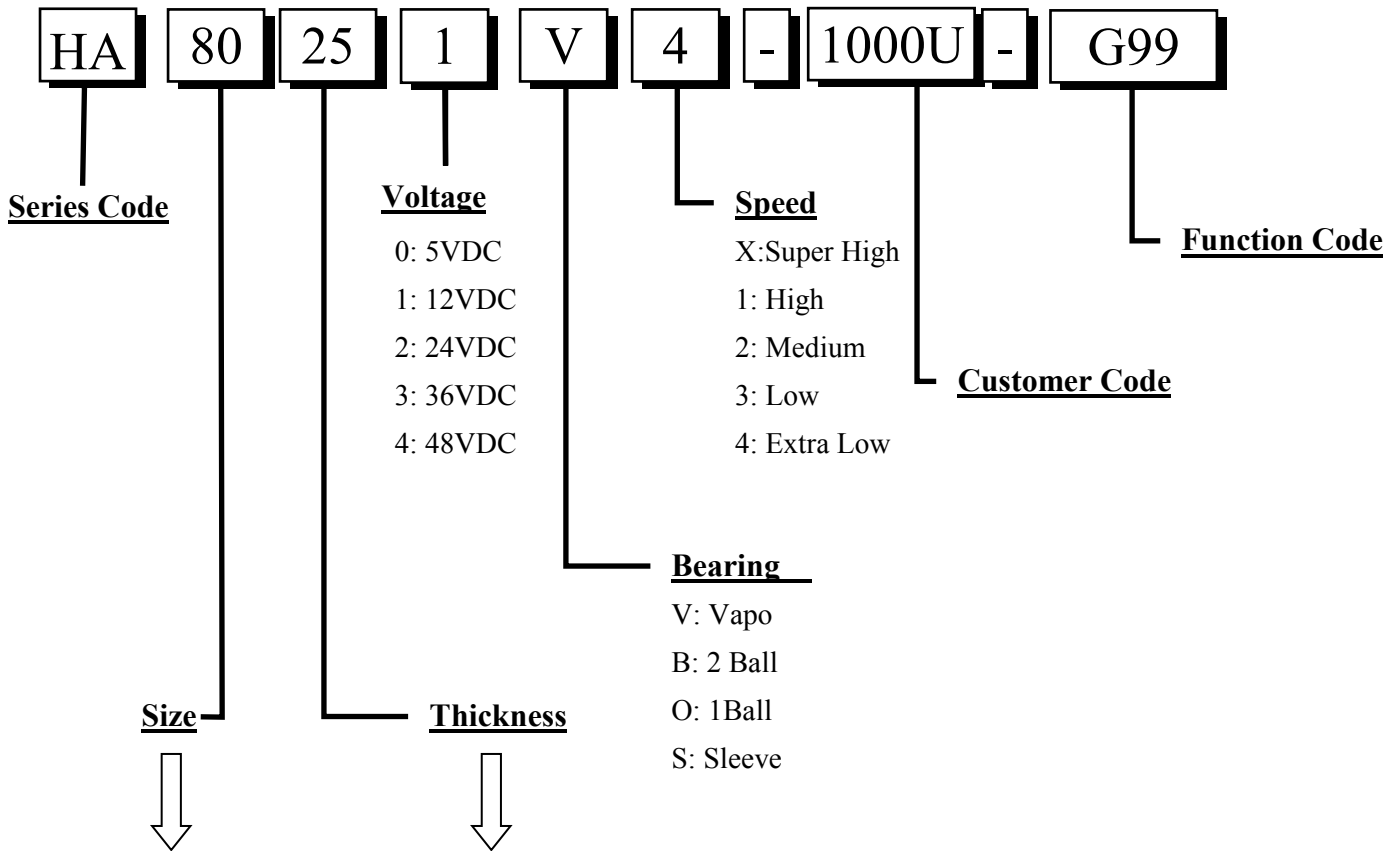 HA 80 25 1 V 4 - 1000U - G99
Series Code
Voltage
0: 5VDC
1: 12VDC
2: 24VDC
3: 36VDC
4: 48VDC
Speed
X:Super High
1: High
2: Medium
3: Low
4: Extra Low
Function Code
Customer Code
Bearing
V: Vapo
B: 2 Ball
O: 1Ball
S: Sleeve
Size
Thickness